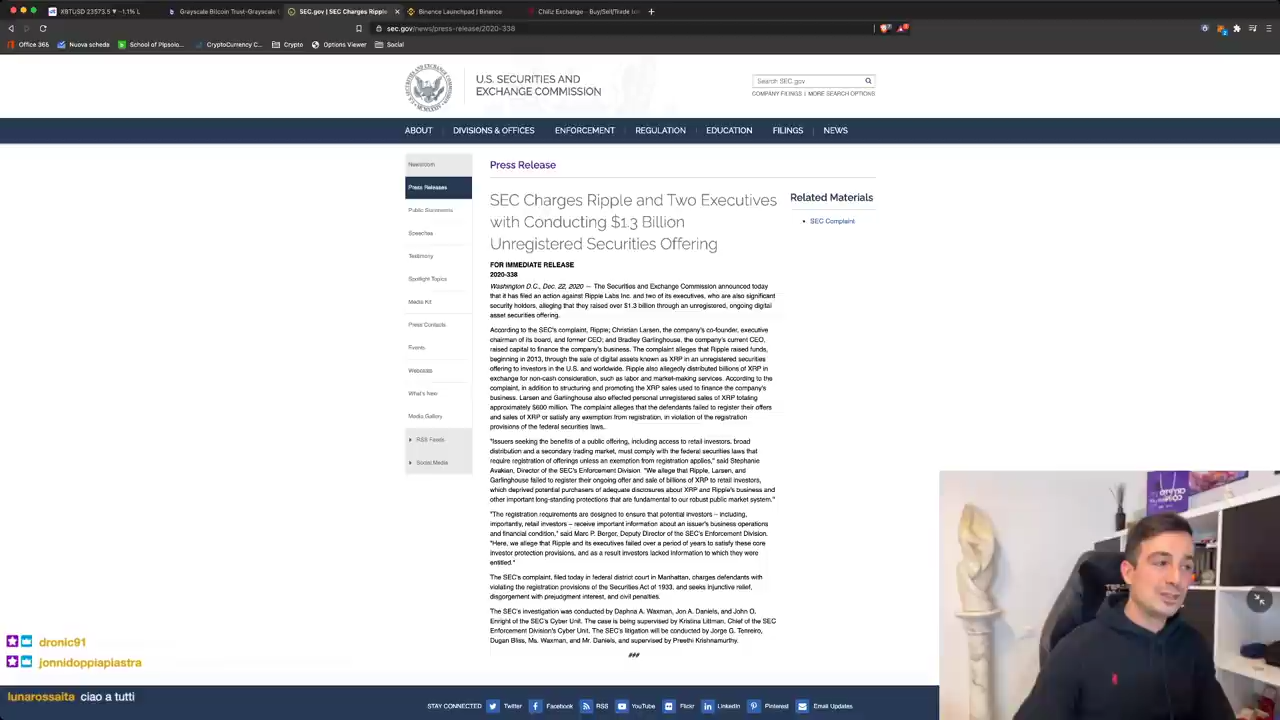 XBTUSD 23573.5 ▼ -1.1% L
Grayscale Bitcoin Trust-Grayscale
SEC.gov | SEC Charges Ripple
Binance Launchpad | Binance
Chiliz Exchange – Buy/Sell/Trade
sec.gov/news/press-release/2020-338
Office 365
Nuova scheda
School of Pipsolo...
CryptoCurrency C...
Crypto
Options Viewer
Social
U.S. SECURITIES AND
EXCHANGE COMMISSION
Search SEC.gov
COMPANY FILINGS | MORE SEARCH OPTIONS
ABOUT
DIVISIONS & OFFICES
ENFORCEMENT
REGULATION
EDUCATION
FILINGS
NEWS
Newsroom
Press Releases
Public Statements
Speeches
Testimony
Spotlight Topics
Media Kit
Press Contacts
Events
Webcasts
What's New
Media Gallery
RSS Feeds
Social Media
Press Release
SEC Charges Ripple and Two Executives
with Conducting $1.3 Billion
Unregistered Securities Offering
FOR IMMEDIATE RELEASE
2020-338
Washington D.C., Dec. 22, 2020 — The Securities and Exchange Commission announced today
that it has filed an action against Ripple Labs Inc. and two of its executives, who are also significant
security holders, alleging that they raised over $1.3 billion through an unregistered, ongoing digital
asset securities offering.
According to the SEC's complaint, Ripple; Christian Larsen, the company's co-founder, executive
chairman of its board, and former CEO; and Bradley Garlinghouse, the company's current CEO,
raised capital to finance the company's business. The complaint alleges that Ripple raised funds,
beginning in 2013, through the sale of digital assets known as XRP in an unregistered securities
offering to investors in the U.S. and worldwide. Ripple also allegedly distributed billions of XRP in
exchange for non-cash consideration, such as labor and market-making services. According to the
complaint, in addition to structuring and promoting the XRP sales used to finance the company's
business, Larsen and Garlinghouse also effected personal unregistered sales of XRP totaling
approximately $600 million. The complaint alleges that the defendants failed to register their offers
and sales of XRP or satisfy any exemption from registration, in violation of the registration
provisions of the federal securities laws.
"Issuers seeking the benefits of a public offering, including access to retail investors, broad
distribution and a secondary trading market, must comply with the federal securities laws that
require registration of offerings unless an exemption from registration applies," said Stephanie
Avakian, Director of the SEC's Enforcement Division. "We allege that Ripple, Larsen, and
Garlinghouse failed to register their ongoing offer and sale of billions of XRP to retail investors,
which deprived potential purchasers of adequate disclosures about XRP and Ripple's business and
other important long-standing protections that are fundamental to our robust public market system."
"The registration requirements are designed to ensure that potential investors – including,
importantly, retail investors – receive important information about an issuer's business operations
and financial condition," said Marc P. Berger, Deputy Director of the SEC's Enforcement Division.
"Here, we allege that Ripple and its executives failed over a period of years to satisfy these core
investor protection provisions, and as a result investors lacked information to which they were
entitled."
The SEC's complaint, filed today in federal district court in Manhattan, charges defendants with
violating the registration provisions of the Securities Act of 1933, and seeks injunctive relief,
disgorgement with prejudgment interest, and civil penalties.
The SEC's investigation was conducted by Daphna A. Waxman, Jon A. Daniels, and John O.
Enright of the SEC's Cyber Unit. The case is being supervised by Kristina Littman, Chief of the SEC
Enforcement Division's Cyber Unit. The SEC's litigation will be conducted by Jorge G. Tenreiro,
Dugan Bliss, Ms. Waxman, and Mr. Daniels, and supervised by Preethi Krishnamurthy.
###
Related Materials
SEC Complaint
dronic91
jonnidoppiapiastra
lunarossaita ciao a tutti
STAY CONNECTED
Twitter
Facebook
RSS
YouTube
Flickr
LinkedIn
Pinterest
Email Updates